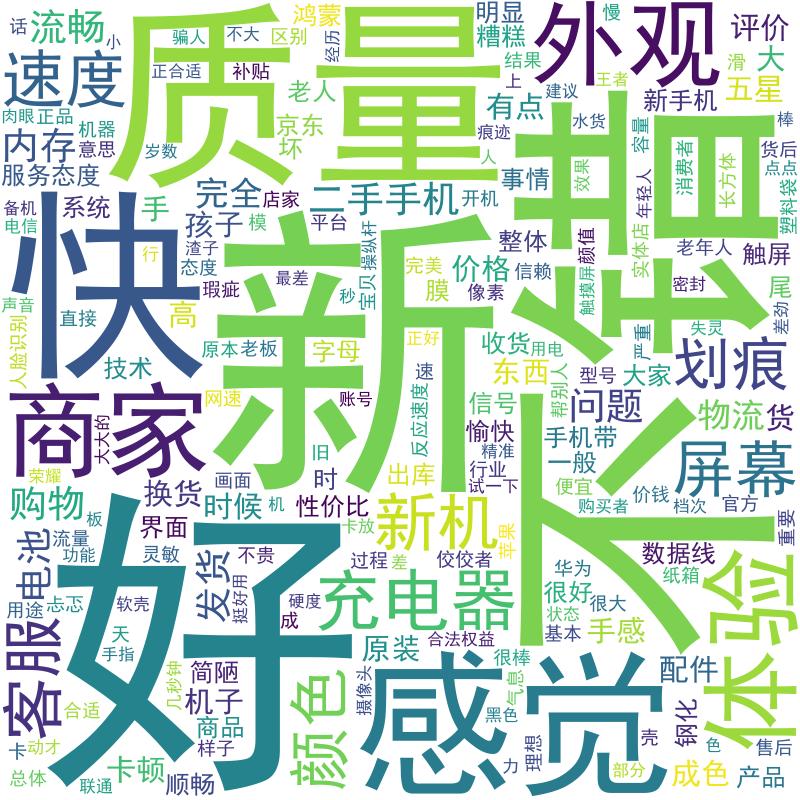 话
流畅
小
骗人
不大
区别
鸿蒙
经历
明显
慢
评价
质量
外观
糟糕
结果
上
王者
滑
大
速度
正合适
补贴
老人
有点
建议
新手机
五星
肉眼
正品
京东
痕迹
水货
容量
棒
内存
机器
意思
坏
人
不错
消费者
货后
点点
服务态度
岁数
完全
店家
二手手机
开机
事情
效果
年轻人
长方体
塑料袋
备机
系统
手
孩子
模
平台
操纵杆
整体
实体店
颜值
老年人
触屏
电信
快
行
渣子
态度
新
宝贝
完美
价格
信赖
触摸屏
密封
尾
声音
瑕疵
最差
秒
膜
像素
差劲
人脸识别
直接
高
原本
老板
字母
正好
收货
用电
严重
失灵
技术
东西
型号
大家
划痕
商家
大大的
网速
账号
速
反应速度
信号
愉快
精准
帮别人
问题
物流
货
旧
手机带
荣耀
换货
画面
时
出库
行业
试一下
一般
便宜
价钱
档次
屏幕
购物
时候
机
性价比
新机
苹果
购买者
官方
重要
板
界面
卡放
电池
流量
功能
灵敏
发货
不贵
过程
差
佼佼者
华为
数据线
纸箱
体验
用途
忐忑
软壳
好
挺好用
硬度
充电器
很好
状态
很大
天
手指
成
合法权益
基本
手感
客服
几秒钟
简陋
原装
很棒
配件
合适
机子
颜色
摄像头
感觉
气息
钢化
商品
黑色
壳
色
卡
动才
样子
理想
售后
总体
联通
卡顿
顺畅
力
部分
成色
产品